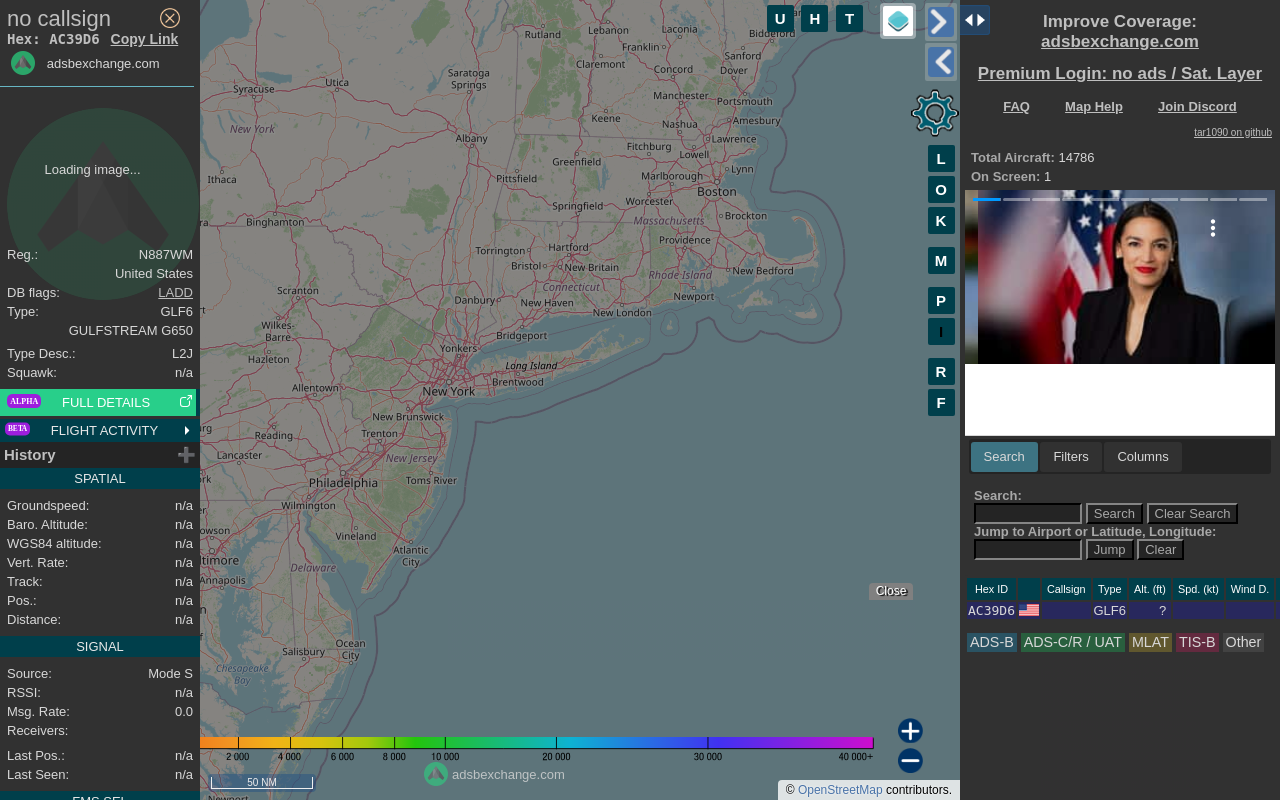 no callsign
Hex: AC39D6 Copy Link
adsbexchange.com
Loading image...
Reg.: N887WM
United States
DB flags: LADD
Type: GLF6
GULFSTREAM G650
Type Desc.: L2J
Squawk: n/a
ALPHA FULL DETAILS
BETA FLIGHT ACTIVITY
History
SPATIAL
Groundspeed: n/a
Baro. Altitude: n/a
WGS84 altitude: n/a
Vert. Rate: n/a
Track: n/a
Pos.: n/a
Distance: n/a
SIGNAL
Source: Mode S
RSSI: n/a
Msg. Rate: 0.0
Receivers:
Last Pos.: n/a
Last Seen: n/a
FMS SEL
U H T
Rutland
Lebanon
Laconia
Biddeford
Franklin
Claremont
Sanford
Concord
Dover
Saratoga
Springs
Utica
Syracuse
Manchester
Portsmouth
Keene
Nashua
Amesbury
New York
Albany
Lawrence
Fitchburg
Lowell
Greenfield
Lynn
Ithaca
Pittsfield
Marlborough
Boston
Worcester
Springfield
Massachusetts
Brockton
Binghamton
Providence
Hartford
Torrington
Bristol
New Britain
New Bedford
Rhode Island
Connecticut
Scranton
Danbury
New Haven
Newport
New London
Wilkes-
Barre
Bridgeport
Yonkers
Hazleton
Long Island
Brentwood
Allentown
New York
New Brunswick
Reading
Trenton
Lancaster
New Jersey
Philadelphia
Toms River
Wilmington
Vineland
Atlantic
City
Annapolis
Delaware
Ocean
City
Salisbury
Chesapeake
Bay
Newport
L
O
K
M
P
I
R
F
Close
2 000 4 000 6 000 8 000 10 000 20 000 30 000 40 000+
adsbexchange.com
50 NM
© OpenStreetMap contributors.
Improve Coverage:
adsbexchange.com
Premium Login: no ads / Sat. Layer
FAQ Map Help Join Discord
tar1090 on github
Total Aircraft: 14786
On Screen: 1
Search Filters Columns
Search:
Search Clear Search
Jump to Airport or Latitude, Longitude:
Jump Clear
Hex ID Callsign Type Alt. (ft) Spd. (kt) Wind D.
AC39D6 GLF6 ?
ADS-B ADS-C/R / UAT MLAT TIS-B Other